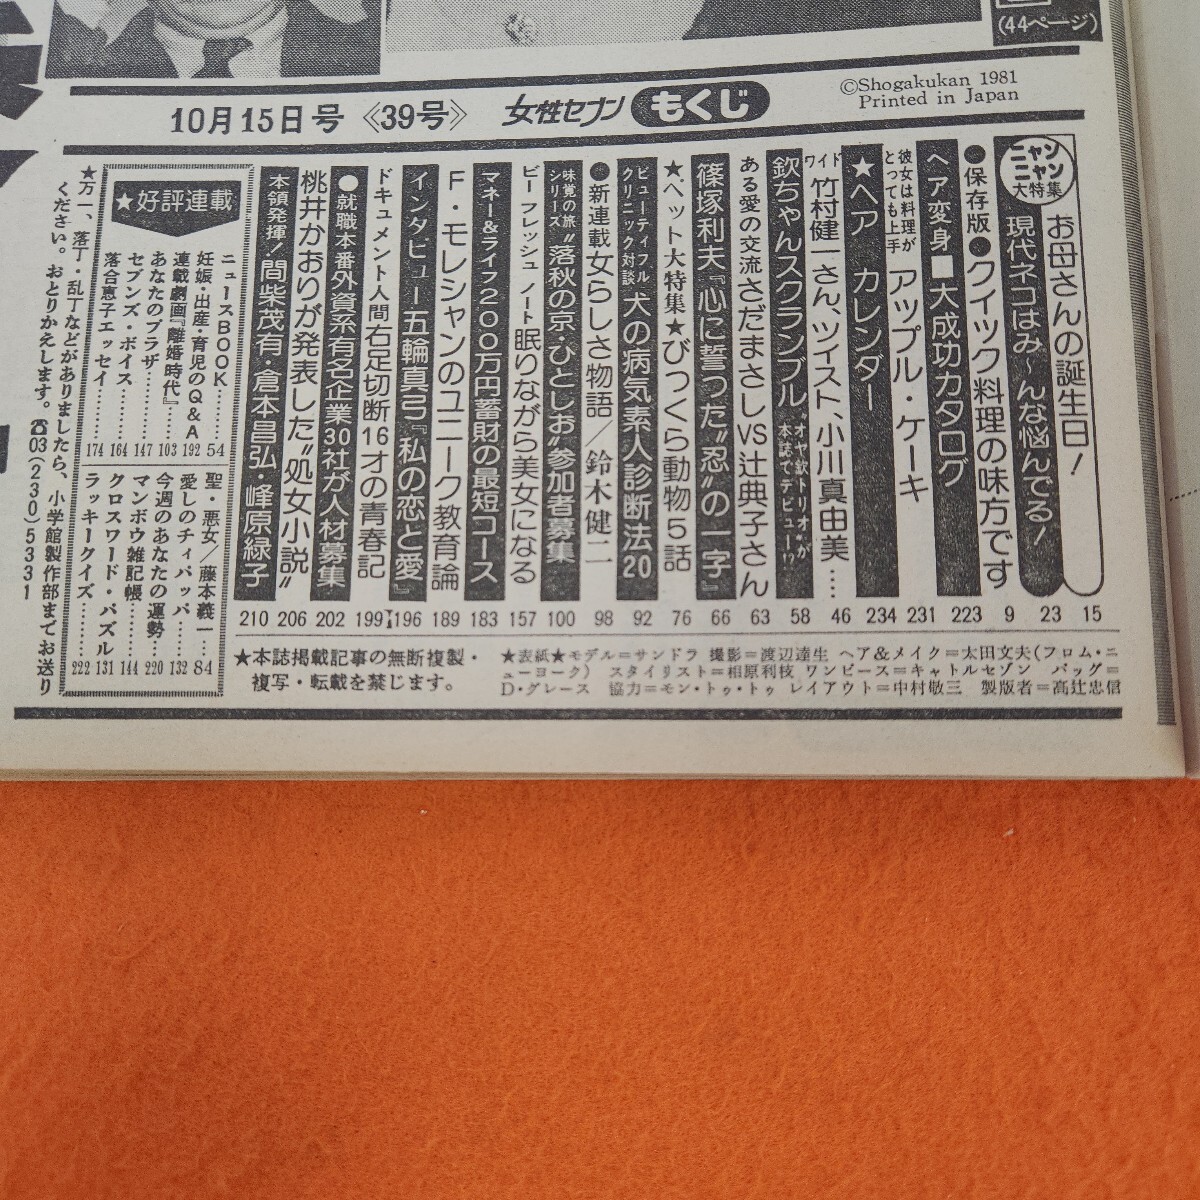 (44ページ)
©Shogakukan 1981
Printed in Japan
10月15日号《39号》 女性セブン もくじ
ニャンニャン大特集
お母さんの誕生日! 15
現代ネコはみ〜んな悩んでる! 23
●保存版●クイック料理の味方です 9
ヘア変身■大成功カタログ 223
彼女は料理がとっても上手 アップル・ケーキ 231
★ヘア カレンダー 234
ワイド 竹村健一さん、ツイスト、小川真由美… 46
欽ちゃんスクランブル "オヤ欽トリオ"が本誌でデビュー!? 58
ある愛の交流 さだまさしVS辻典子さん 63
篠塚利夫『心に誓った"忍"の一字』 66
★ペット大特集★びっくら動物5話 76
ビューティフルクリニック対談 犬の病気素人診断法20 92
●新連載 女らしさ物語/鈴木健二 98
味覚の旅シリーズ "落秋の京・ひとしお"参加者募集 100
ビーフレッシュ ノート 眠りながら美女になる 157
マネー&ライフ 200万円蓄財の最短コース 183
F・モレシャンのユニーク教育論 189
インタビュー 五輪真弓『私の恋と愛』 196
ドキュメント人間 右足切断16才の青春記 199
●就職本番 外資系有名企業30社が人材募集 202
桃井かおりが発表した"処女小説" 206
本領発揮! 間柴茂有・倉本昌弘・峰原緑子 210
★好評連載
ニュースBOOK……54
妊娠・出産・育児のQ&A 192
連載劇画『離婚時代』……103
あなたのプラザ……147
セブンズ・ボイス……164
落合恵子エッセイ……174
聖・悪女/藤本義一…84
愛しのティパッパ……132
今週のあなたの運勢……220
マンボウ雑記帳……144
クロスワード・パズル 131
ラッキークイズ……222
★万一、落丁・乱丁などがありましたら、小学館製作部までお送り
ください。おとりかえします。☎03(230)5331
★本誌掲載記事の無断複製・
複写・転載を禁じます。
★表紙★モデル=サンドラ 撮影=渡辺達生 ヘア&メイク=太田文夫(フロム・ニ
ューヨーク) スタイリスト=相原利枝 ワンピース=キャトルセゾン バッグ=
D・グレース 協力=モン・トゥ・トゥ レイアウト=中村敬三 製版者=高辻忠信